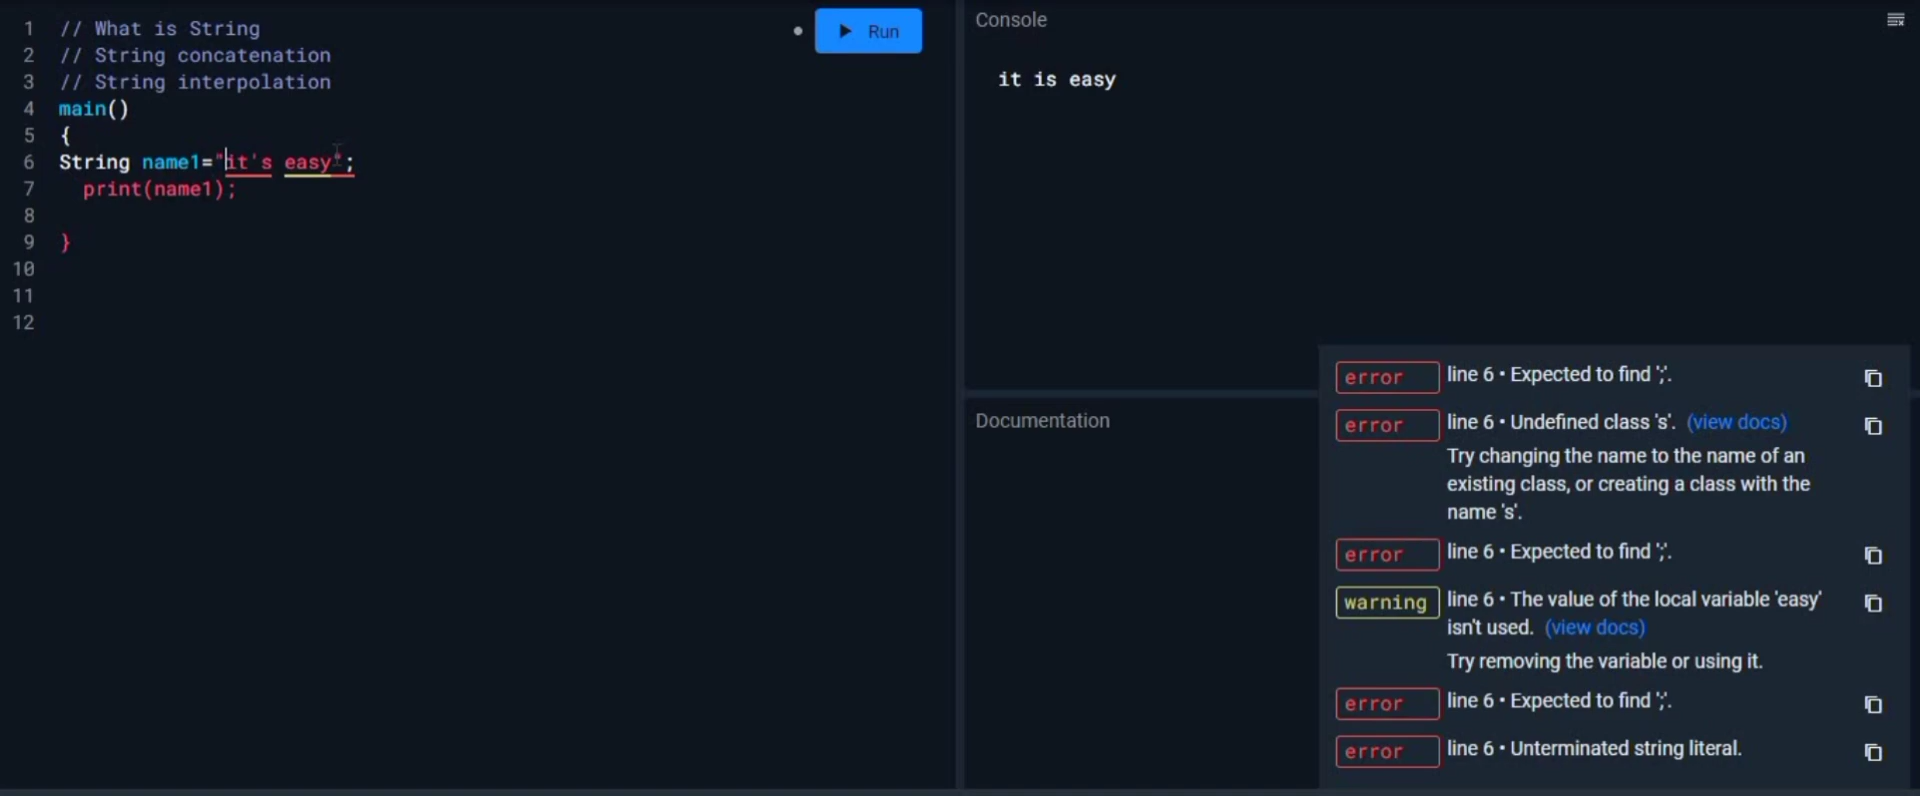 1 // What is String
2 // String concatenation
3 // String interpolation
4 main()
5 {
6 String name1="it's easy";
7 print(name1);
8
9 }
10
11
12
Run
Console
it is easy
Documentation
error line 6 • Expected to find ';'.
error line 6 • Undefined class 's'. (view docs)
Try changing the name to the name of an
existing class, or creating a class with the
name 's'.
error line 6 • Expected to find ';'.
warning line 6 • The value of the local variable 'easy'
isn't used. (view docs)
Try removing the variable or using it.
error line 6 • Expected to find ';'.
error line 6 • Unterminated string literal.